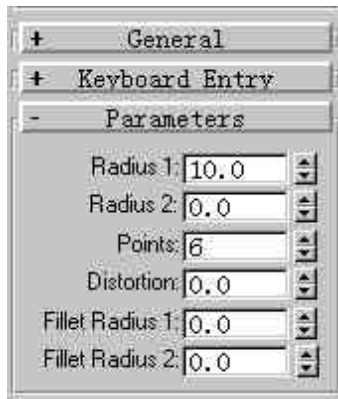 + General
+ Keyboard Entry
- Parameters
Radius 1: 10.0
Radius 2: 0.0
Points: 6
Distortion: 0.0
Fillet Radius 1: 0.0
Fillet Radius 2: 0.0